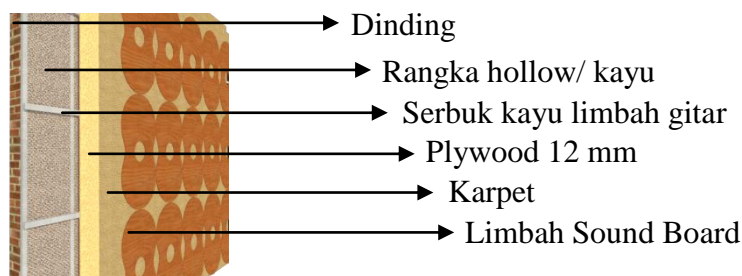 Dinding
Rangka hollow/ kayu
Serbuk kayu limbah gitar
Plywood 12 mm
Karpet
Limbah Sound Board